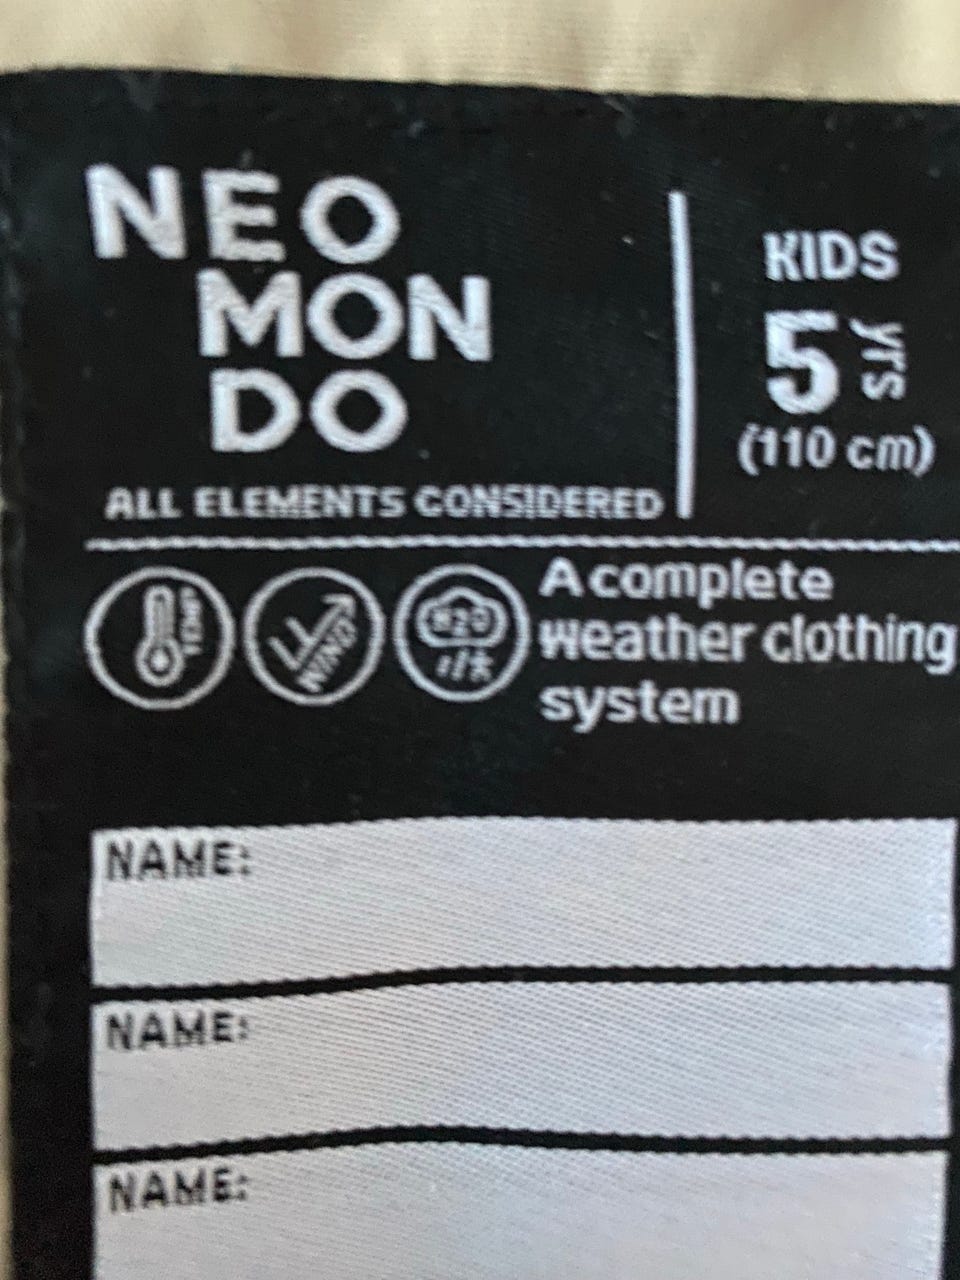 NEO
MON
DO
ALL ELEMENTS CONSIDERED
KIDS
5 yrs
(110 cm)
TEMP
WIND
H2O
A complete
weather clothing
system
NAME:
NAME:
NAME: